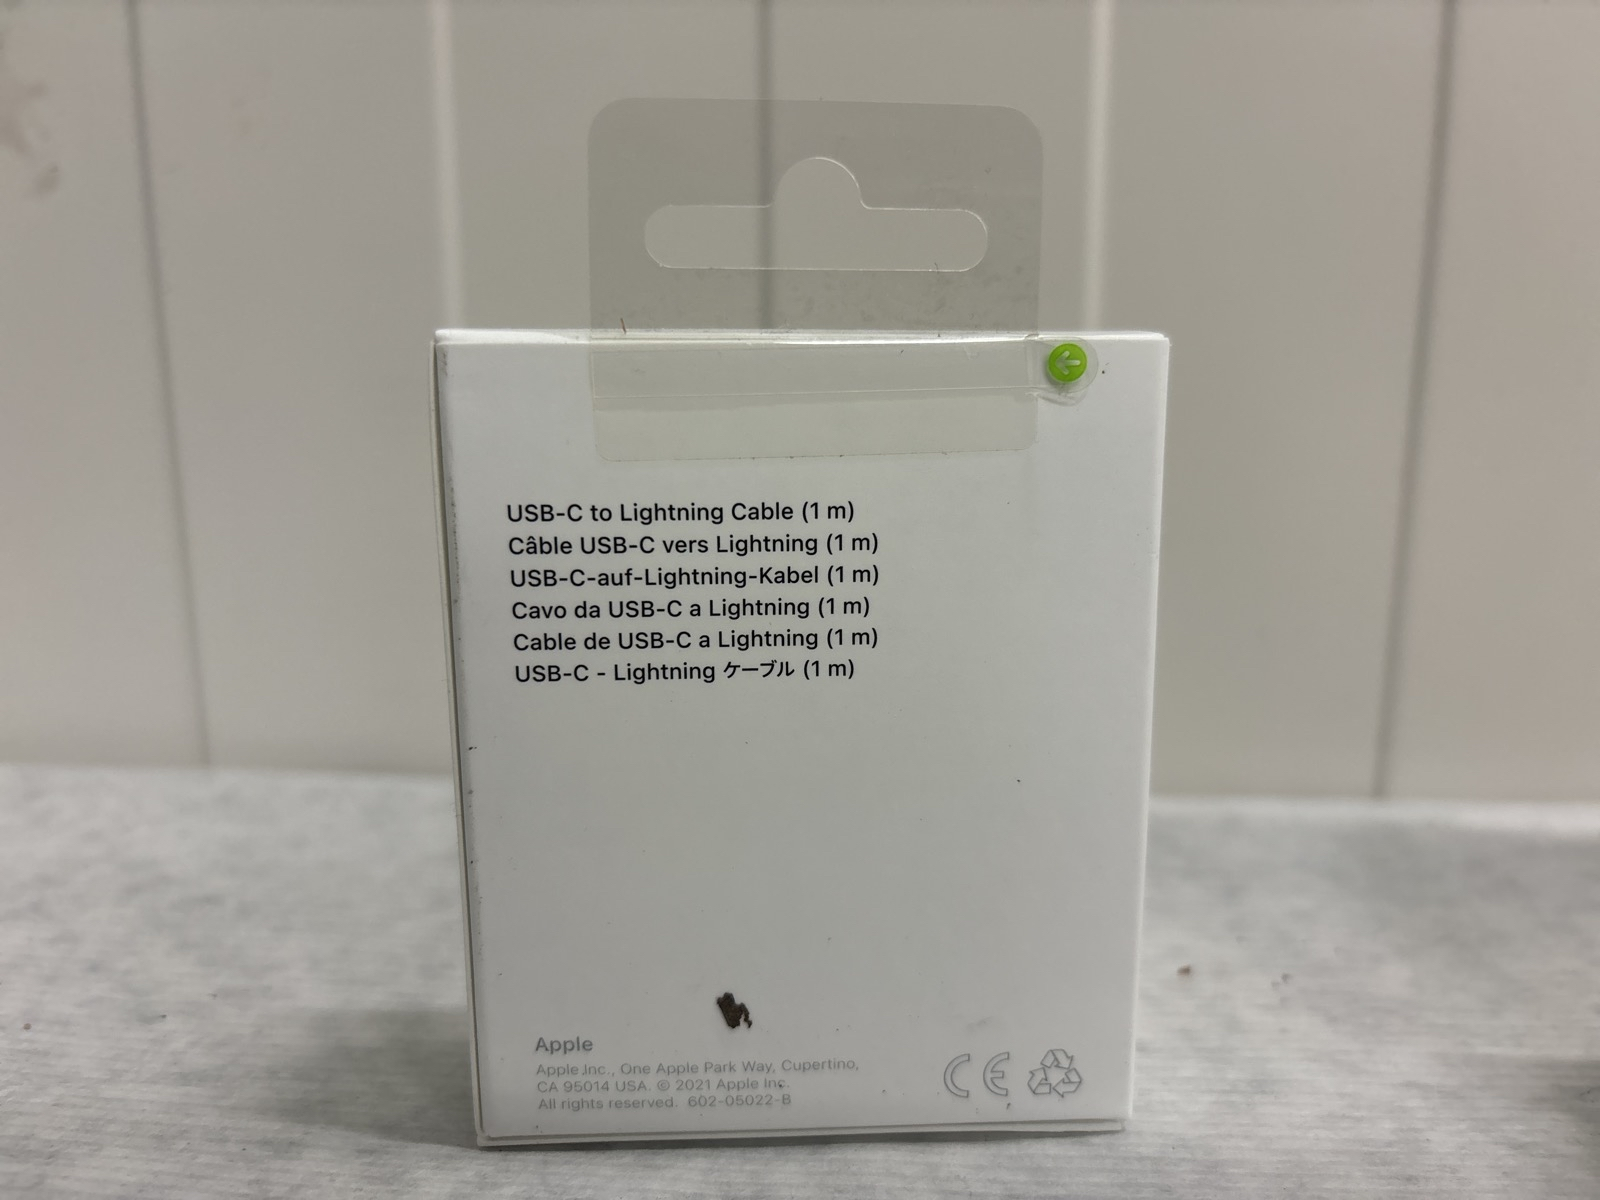 USB-C to Lightning Cable (1 m)
Câble USB-C vers Lightning (1 m)
USB-C-auf-Lightning-Kabel (1 m)
Cavo da USB-C a Lightning (1 m)
Cable de USB-C a Lightning (1 m)
USB-C - Lightning ケーブル (1 m)
Apple
Apple Inc., One Apple Park Way, Cupertino,
CA 95014 USA. © 2021 Apple Inc.
All rights reserved. 602-05022-B
CE